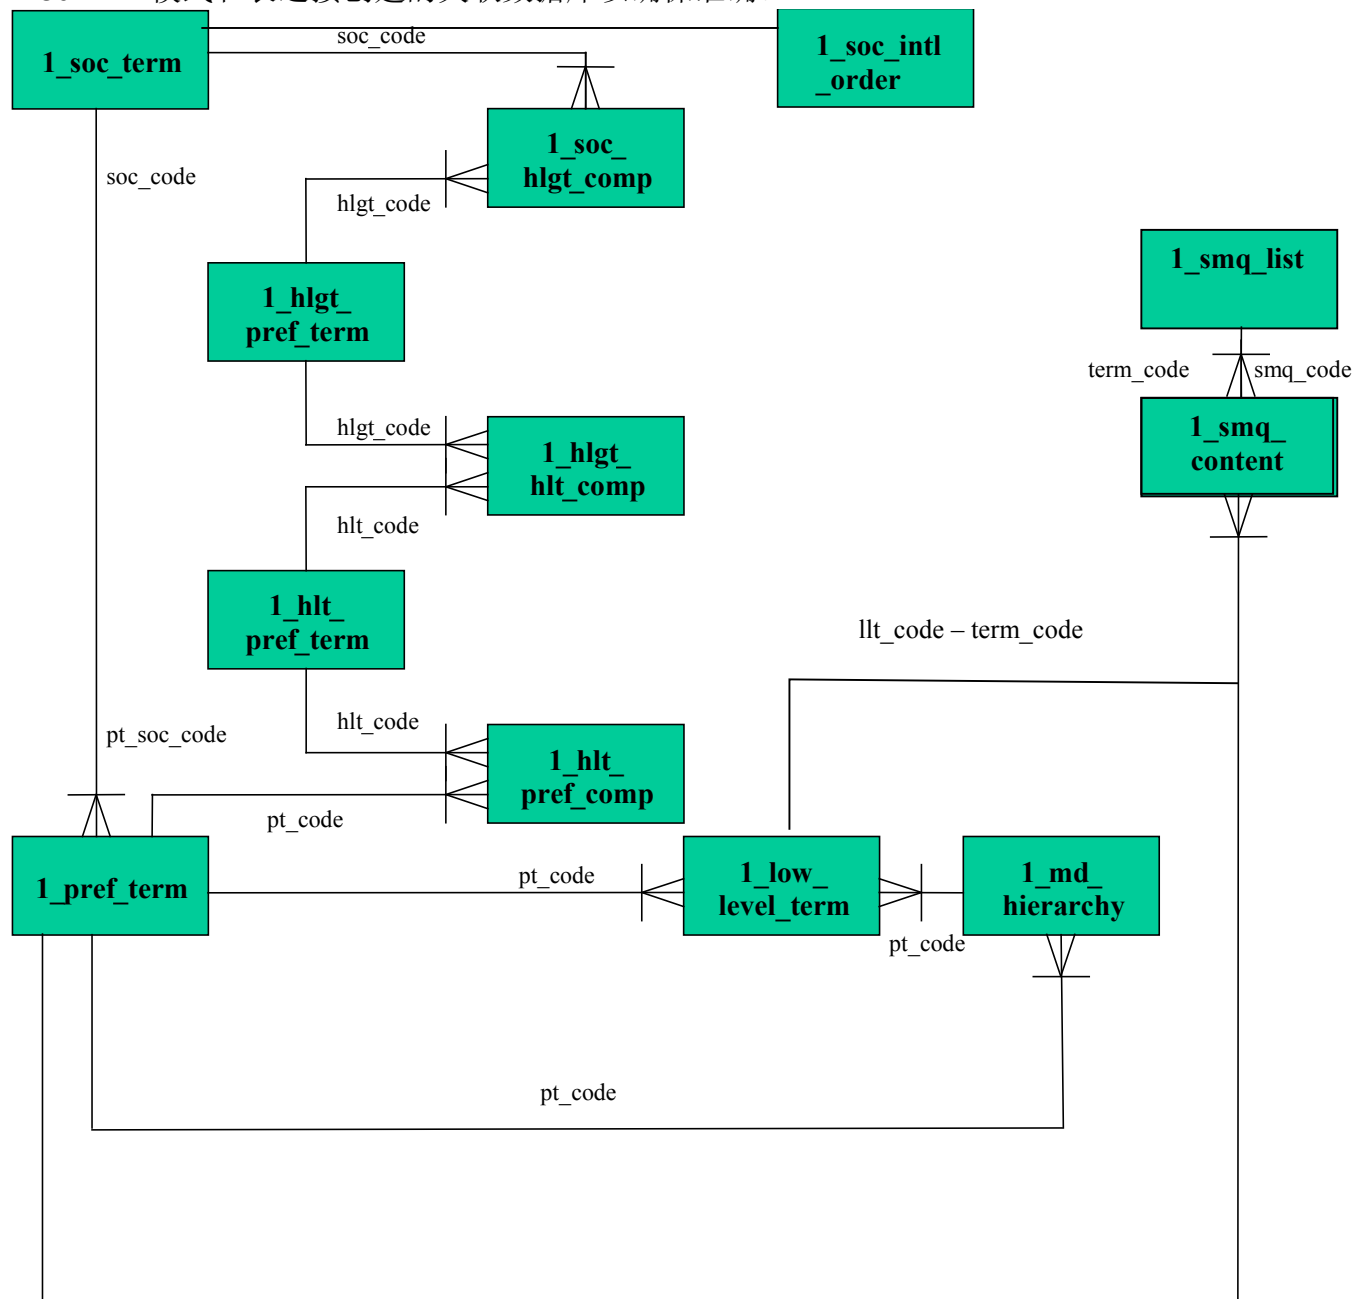 soc_code
1_soc_term
1_soc_intl
_order
1_soc_
hlgt_comp
soc_code
hlgt_code
1_smq_list
1_hlgt_
pref_term
term_code
smq_code
hlgt_code
1_hlgt_
hlt_comp
1_smq_
content
hlt_code
1_hlt_
pref_term
llt_code – term_code
hlt_code
pt_soc_code
1_hlt_
pref_comp
pt_code
1_pref_term
pt_code
1_low_
level_term
1_md_
hierarchy
pt_code
pt_code